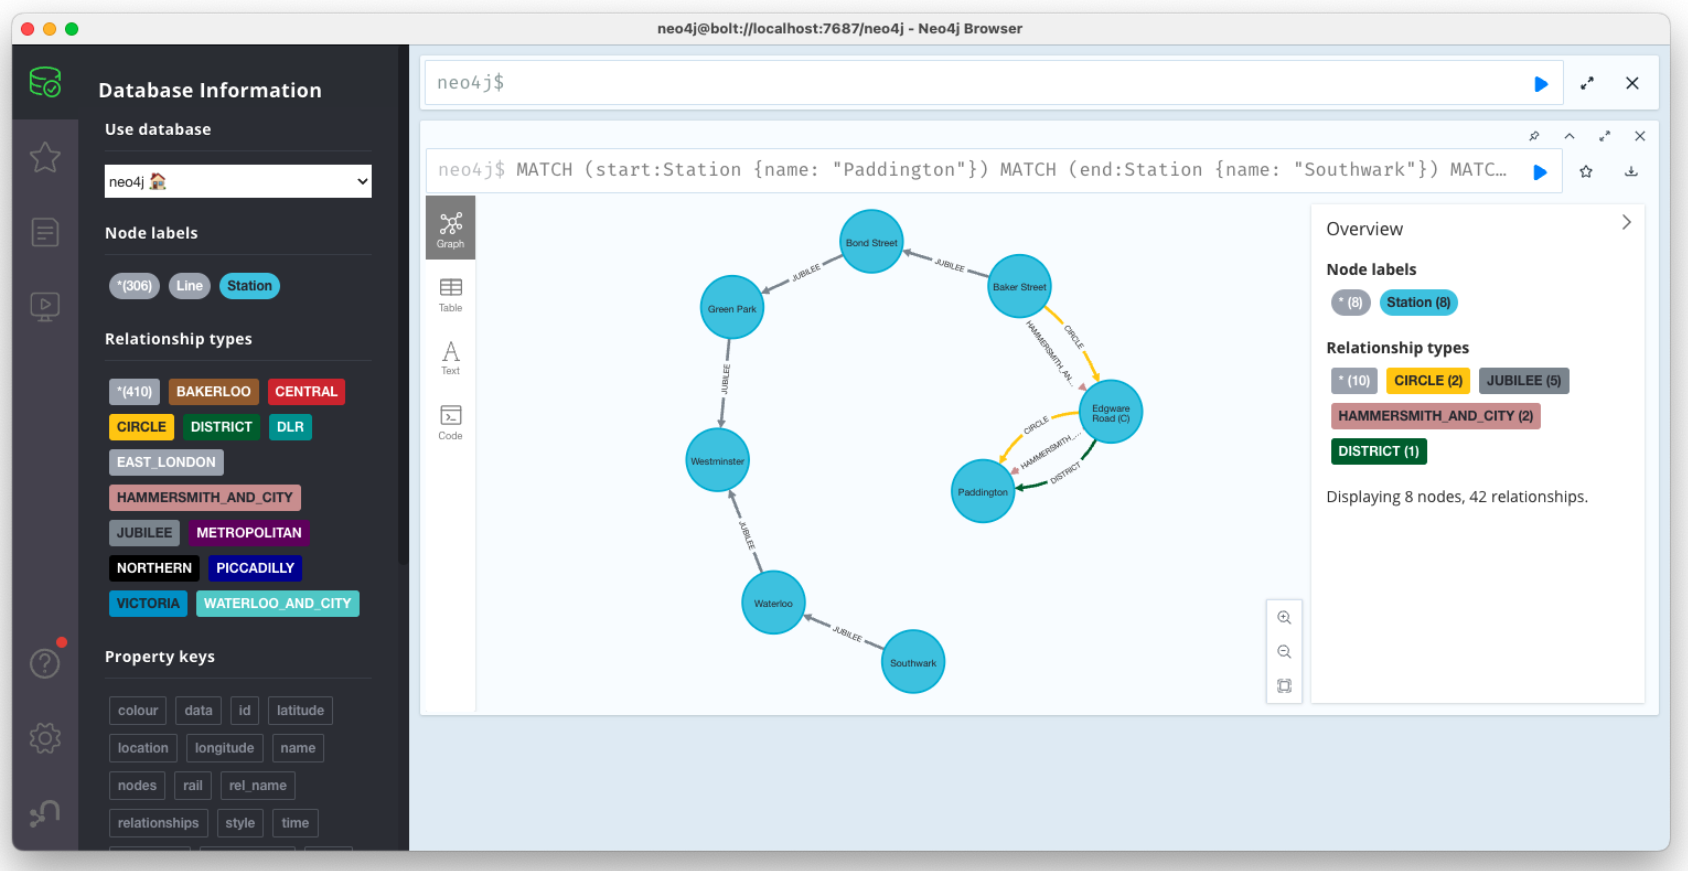 neo4j@bolt://localhost:7687/neo4j - Neo4j Browser
Database Information
Use database
neo4j
Node labels
*(306) Line Station
Relationship types
*(410) BAKERLOO CENTRAL
CIRCLE DISTRICT DLR
EAST_LONDON
HAMMERSMITH_AND_CITY
JUBILEE METROPOLITAN
NORTHERN PICCADILLY
VICTORIA WATERLOO_AND_CITY
Property keys
colour data id latitude
location longitude name
nodes rail rel_name
relationships style time
neo4j$
neo4j$ MATCH (start:Station {name: "Paddington"}) MATCH (end:Station {name: "Southwark"}) MATC…
Graph
Table
Text
Code
Bond Street
JUBILEE
JUBILEE
Baker Street
Green Park
CIRCLE
HAMMERSMITH_AN…
JUBILEE
Edgware
Road (C)
CIRCLE
HAMMERSMITH_…
DISTRICT
Westminster
Paddington
JUBILEE
Waterloo
JUBILEE
Southwark
Overview
Node labels
* (8) Station (8)
Relationship types
* (10) CIRCLE (2) JUBILEE (5)
HAMMERSMITH_AND_CITY (2)
DISTRICT (1)
Displaying 8 nodes, 42 relationships.